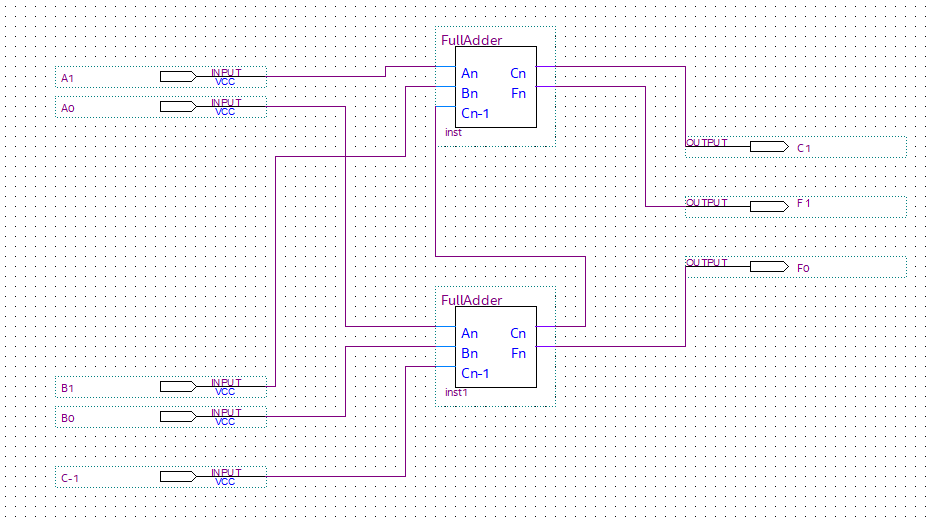 FullAdder
A1
INPUT
VCC
A0
INPUT
VCC
An
Bn
Cn-1
Cn
Fn
inst
OUTPUT
C1
OUTPUT
F1
OUTPUT
F0
FullAdder
An
Bn
Cn-1
Cn
Fn
inst1
B1
INPUT
VCC
B0
INPUT
VCC
C-1
INPUT
VCC